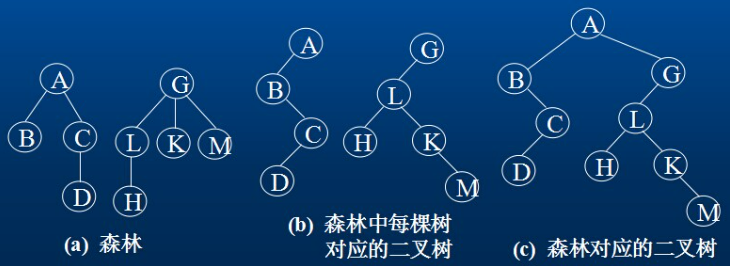 A
B C
D
G
L K M
H
(a) 森林
A
B
C
D
G
L
H K
M
(b) 森林中每棵树
对应的二叉树
A
B G
C L
D H K
M
(c) 森林对应的二叉树